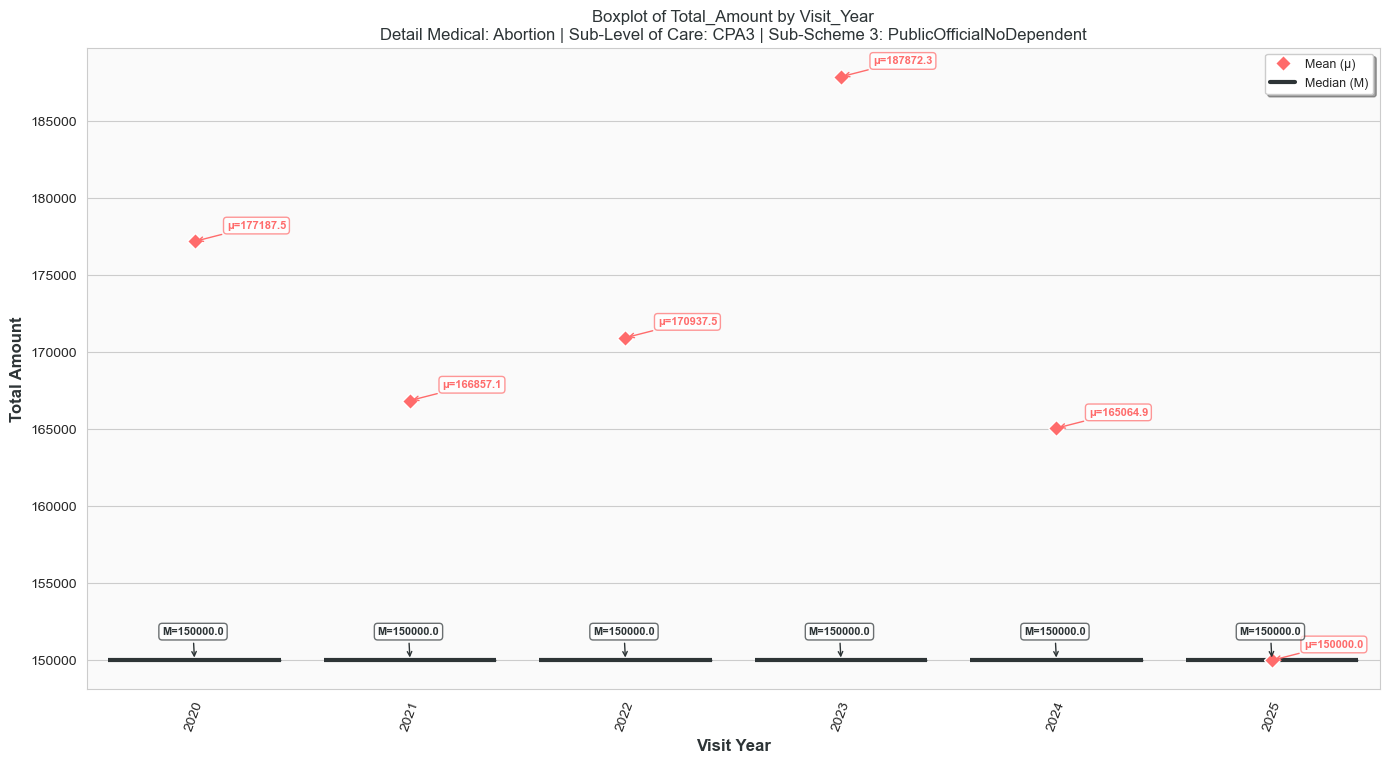 Boxplot of Total_Amount by Visit_Year
Detail Medical: Abortion | Sub-Level of Care: CPA3 | Sub-Scheme 3: PublicOfficialNoDependent
Mean (μ)
Median (M)
μ=187872.3
μ=177187.5
μ=170937.5
μ=166857.1
μ=165064.9
μ=150000.0
M=150000.0
M=150000.0
M=150000.0
M=150000.0
M=150000.0
M=150000.0
Total Amount
185000
180000
175000
170000
165000
160000
155000
150000
2020
2021
2022
2023
2024
2025
Visit Year